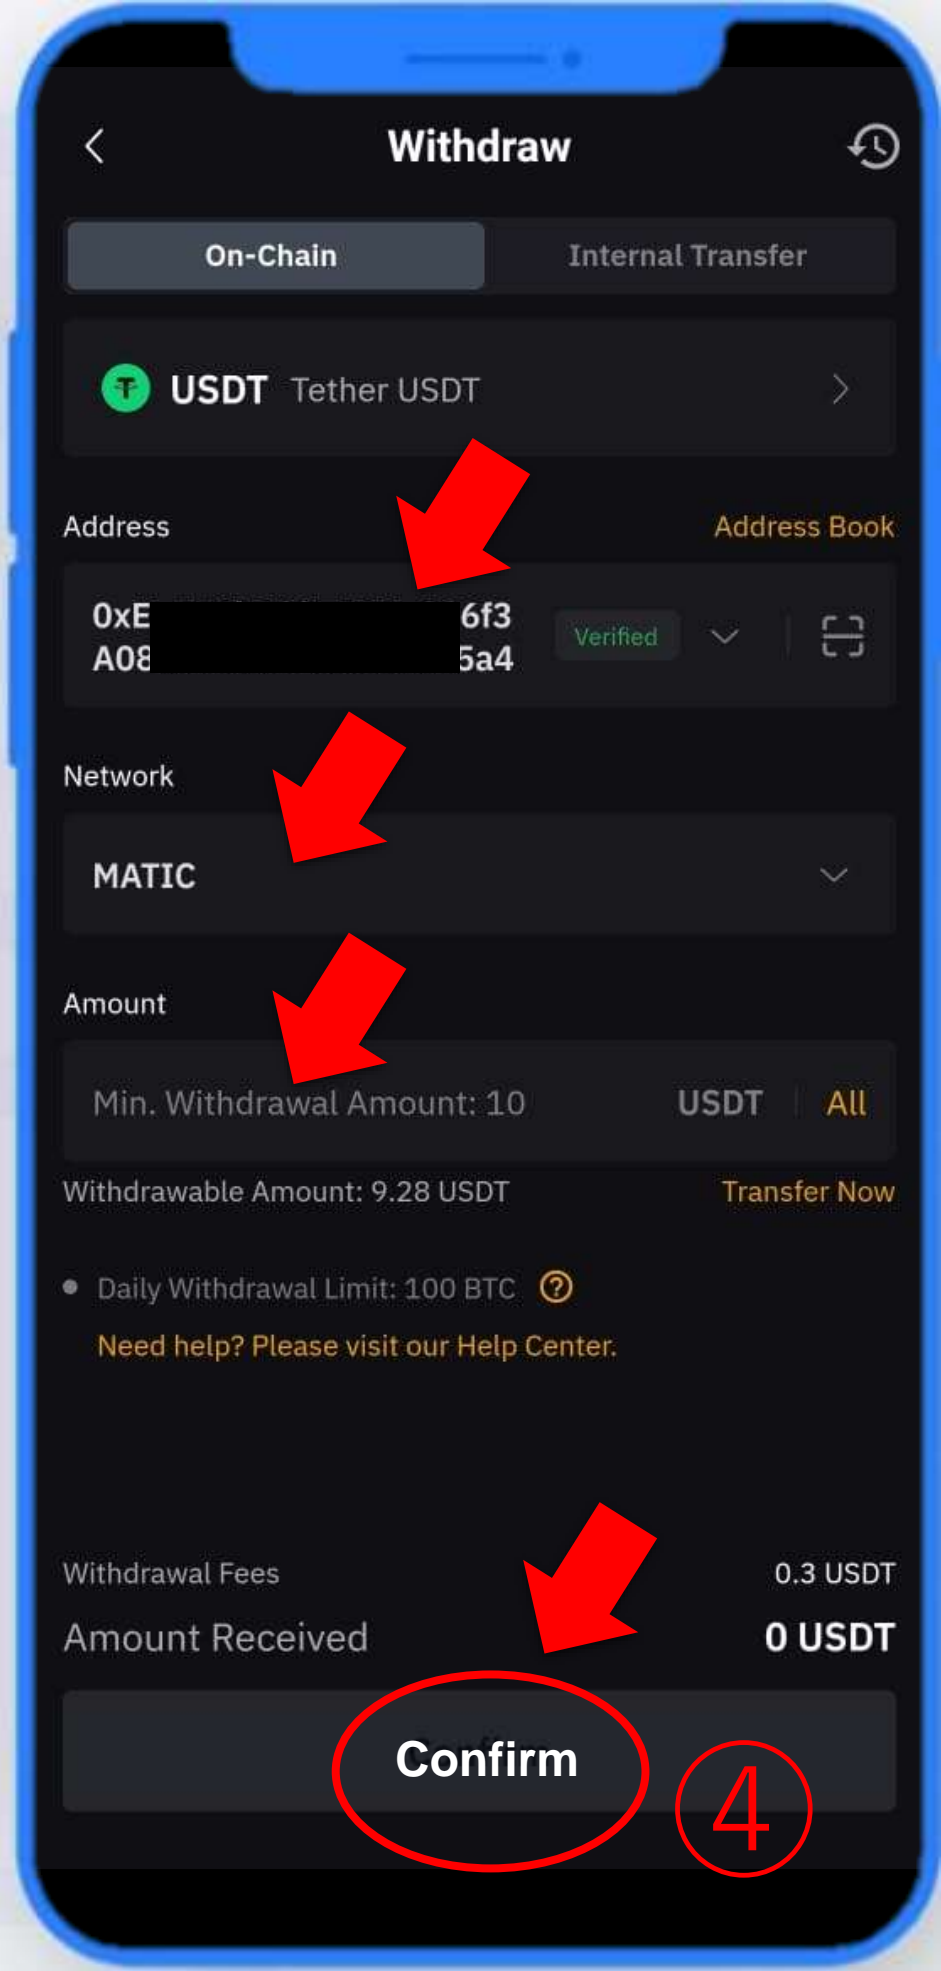 Withdraw
On-Chain
Internal Transfer
USDT Tether USDT
Address
Address Book
0xE 6f3
A08 5a4
Verified
Network
MATIC
Amount
Min. Withdrawal Amount: 10 USDT All
Withdrawable Amount: 9.28 USDT
Transfer Now
Daily Withdrawal Limit: 100 BTC ?
Need help? Please visit our Help Center.
Withdrawal Fees 0.3 USDT
Amount Received 0 USDT
Confirm
④